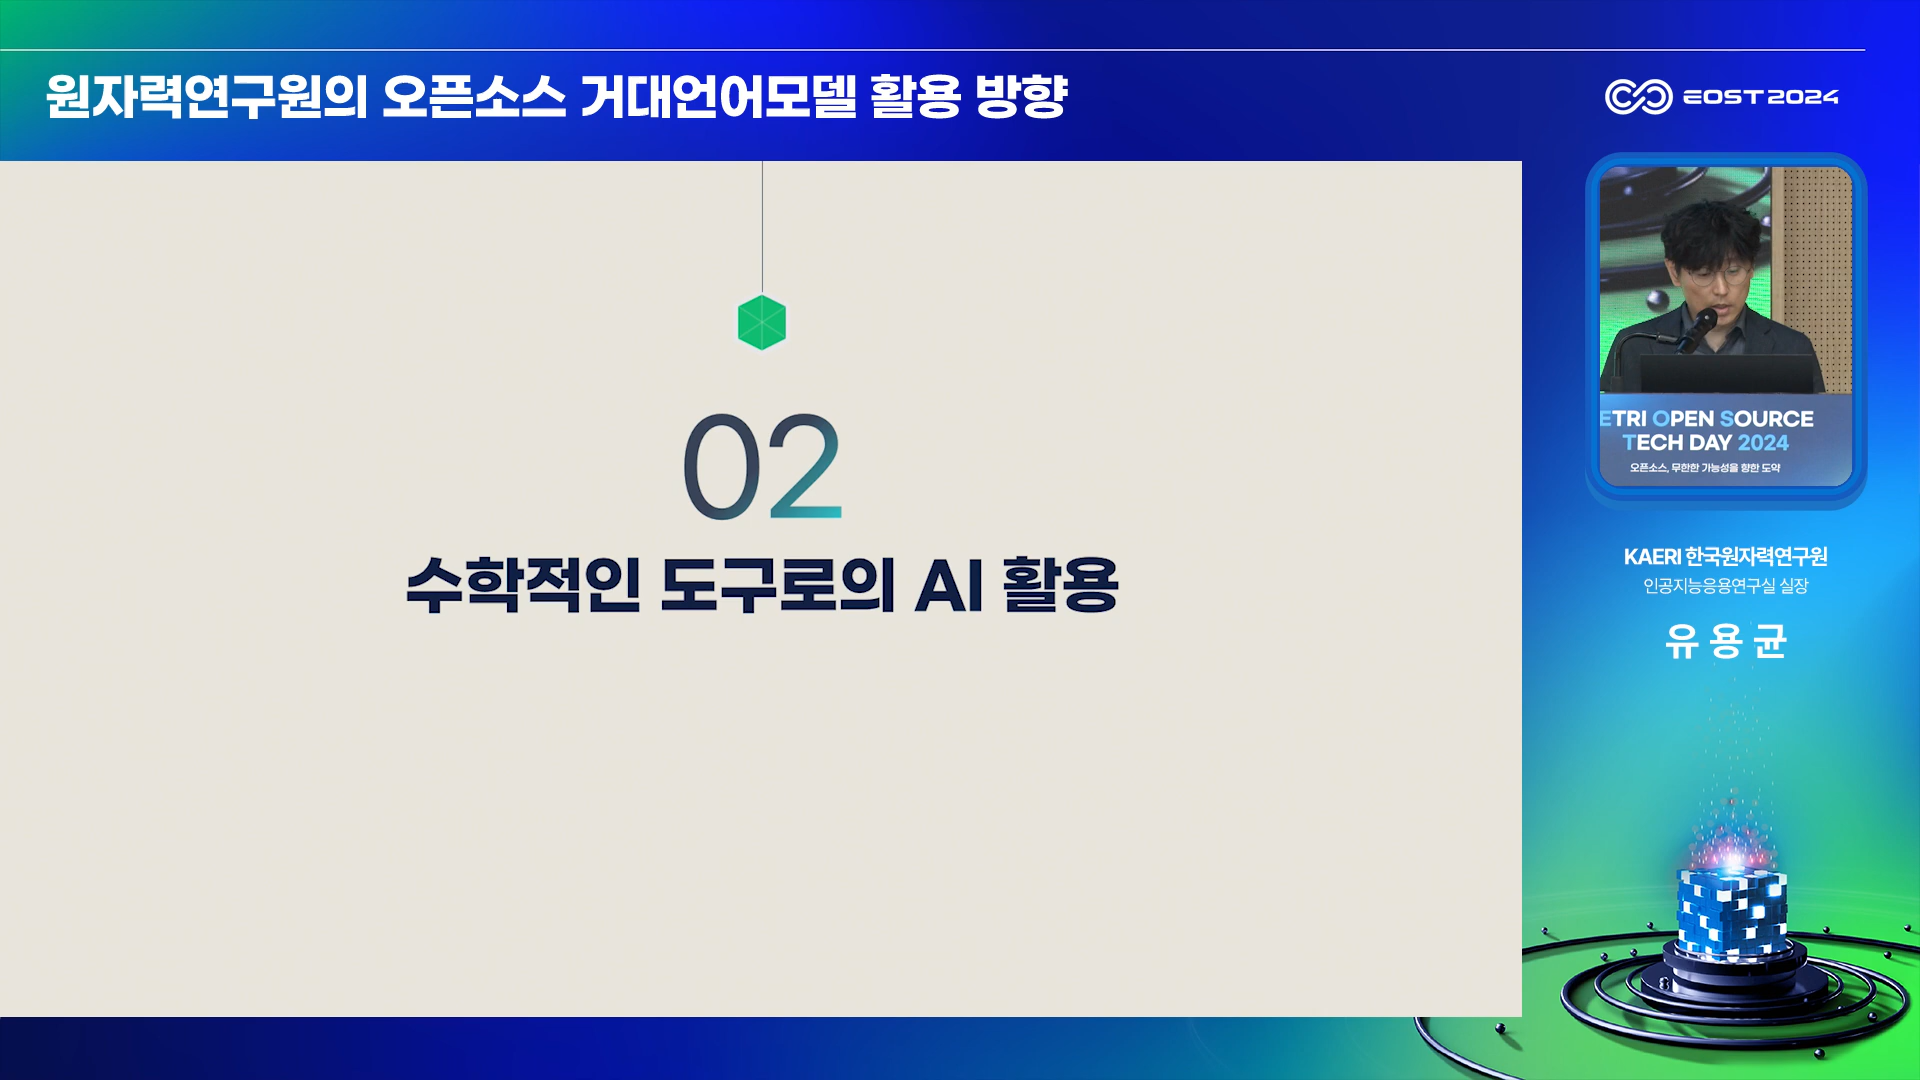 원자력연구원의 오픈소스 거대언어모델 활용 방향
EOST 2024
02
수학적인 도구로의 AI 활용
ETRI OPEN SOURCE
TECH DAY 2024
오픈소스, 무한한 가능성을 향한 도약
KAERI 한국원자력연구원
인공지능응용연구실 실장
유용균